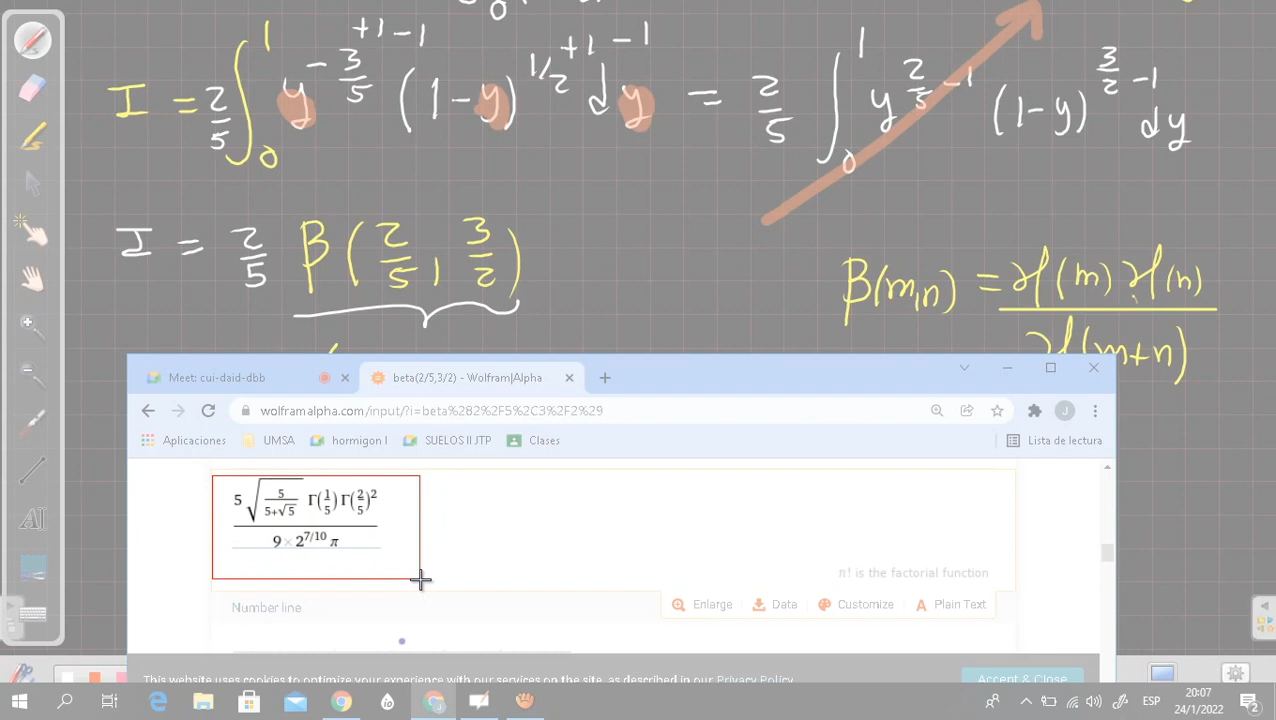 +1-1 +1-1
I = 2/5 ∫₀¹ y^(-3/5) (1-y)^(1/2) dy = 2/5 ∫₀¹ y^(2/5 -1) (1-y)^(3/2 -1) dy
I = 2/5 β(2/5, 3/2)
β(m,n) = Γ(m) Γ(n) / Γ(m+n)
Meet: cui-daid-dbb
beta(2/5,3/2) - Wolfram|Alpha
wolframalpha.com/input/?i=beta%282%2F5%2C3%2F2%29
Aplicaciones UMSA hormigon I SUELOS II JTP Clases Lista de lectura
5 √(5/(5+√5)) Γ(1/5) Γ(2/5)²
9 × 2^(7/10) π
n! is the factorial function
Number line
Enlarge Data Customize Plain Text
This website uses cookies to optimize your experience with our services on the site, as described in our Privacy Policy.
Accept & Close
ESP
20:07
24/1/2022
2